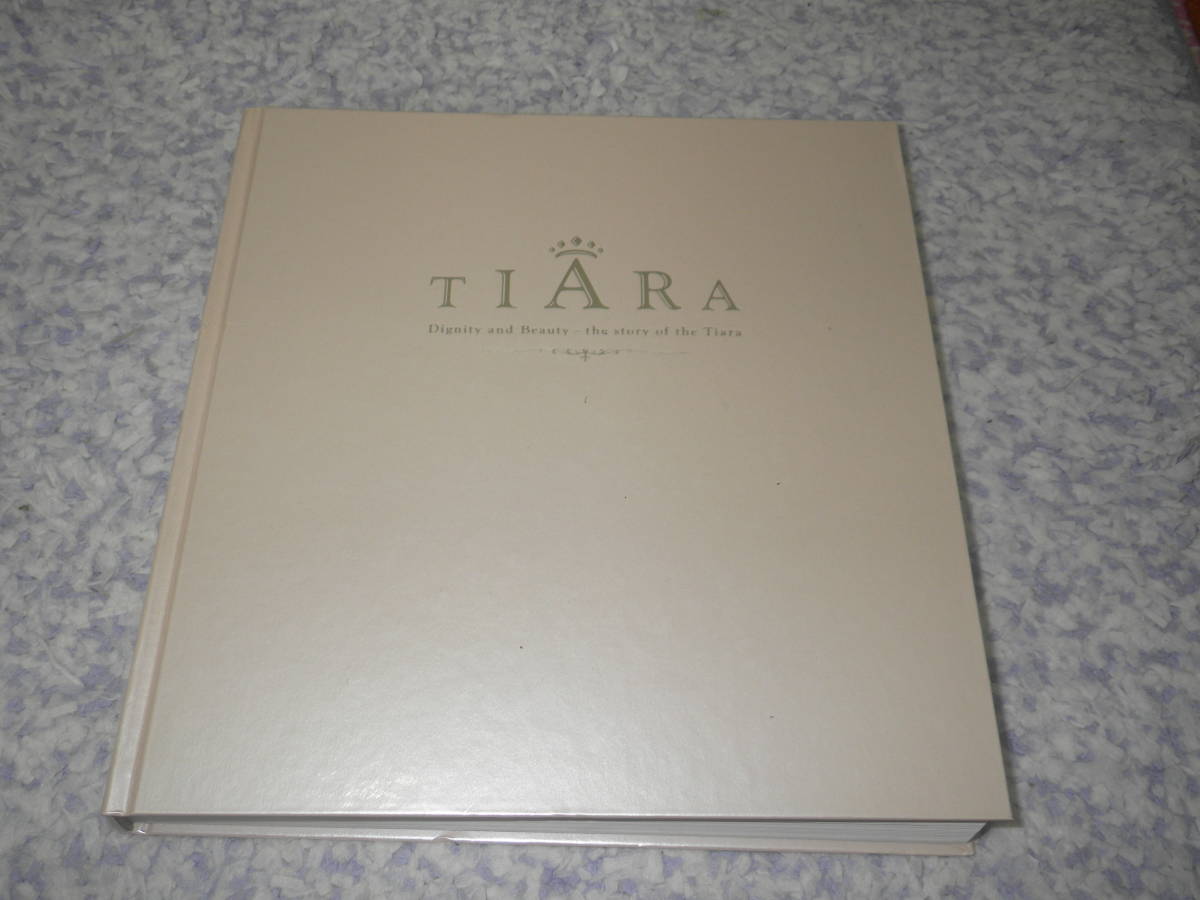 TIARA
Dignity and Beauty - the story of the Tiara